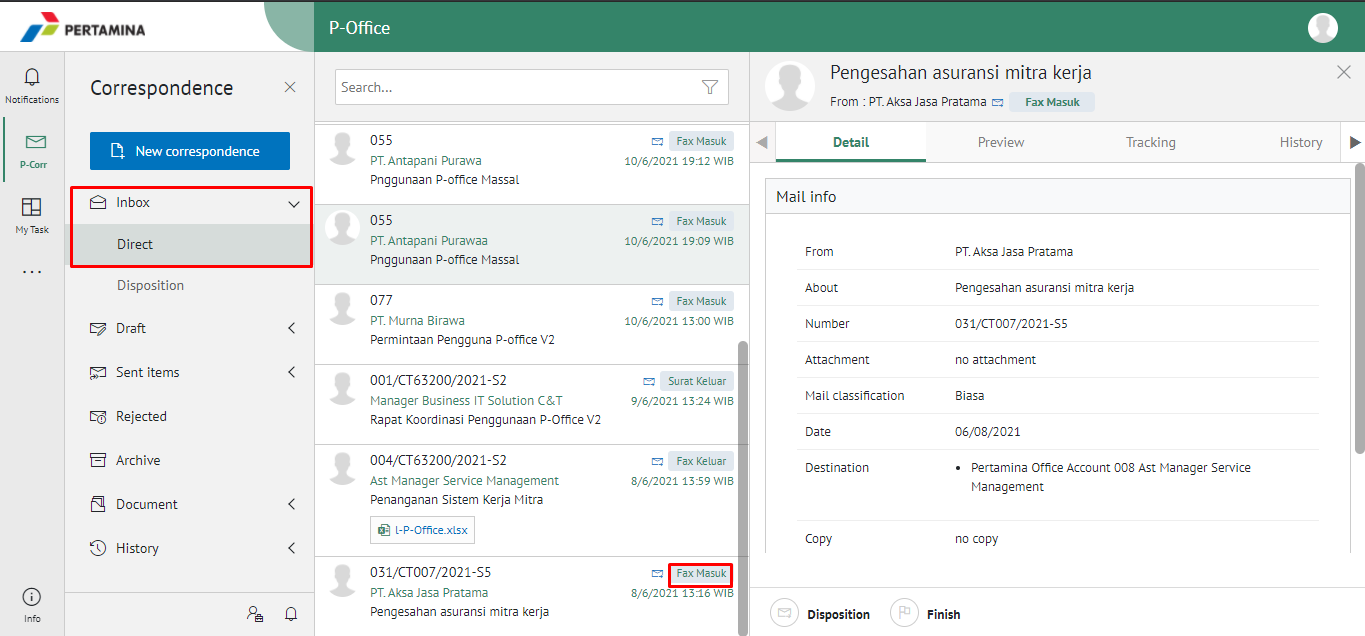 PERTAMINA
P-Office
Notifications
P-Corr
My Task
...
Info
Correspondence
New correspondence
Inbox
Direct
Disposition
Draft
Sent items
Rejected
Archive
Document
History
Search...
055
Fax Masuk
PT. Antapani Purawa
10/6/2021 19:12 WIB
Pnggunaan P-office Massal
055
Fax Masuk
PT. Antapani Purawaa
10/6/2021 19:09 WIB
Pnggunaan P-office Massal
077
Fax Masuk
PT. Murna Birawa
10/6/2021 13:00 WIB
Permintaan Pengguna P-office V2
001/CT63200/2021-S2
Surat Keluar
Manager Business IT Solution C&T
9/6/2021 13:24 WIB
Rapat Koordinasi Penggunaan P-Office V2
004/CT63200/2021-S2
Fax Keluar
Ast Manager Service Management
8/6/2021 13:59 WIB
Penanganan Sistem Kerja Mitra
l-P-Office.xlsx
031/CT007/2021-S5
Fax Masuk
PT. Aksa Jasa Pratama
8/6/2021 13:16 WIB
Pengesahan asuransi mitra kerja
Pengesahan asuransi mitra kerja
From : PT. Aksa Jasa Pratama
Fax Masuk
Detail
Preview
Tracking
History
Mail info
From
PT. Aksa Jasa Pratama
About
Pengesahan asuransi mitra kerja
Number
031/CT007/2021-S5
Attachment
no attachment
Mail classification
Biasa
Date
06/08/2021
Destination
• Pertamina Office Account 008 Ast Manager Service
Management
Copy
no copy
Disposition
Finish